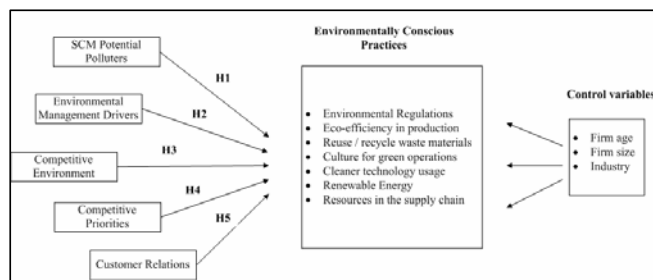 SCM Potential
Polluters
H1
Environmental
Management Drivers
H2
Competitive
Environment
H3
Competitive
Priorities
H4
Customer Relations
H5
Environmentally Conscious
Practices
• Environmental Regulations
• Eco-efficiency in production
• Reuse / recycle waste materials
• Culture for green operations
• Cleaner technology usage
• Renewable Energy
• Resources in the supply chain
Control variables
• Firm age
• Firm size
• Industry